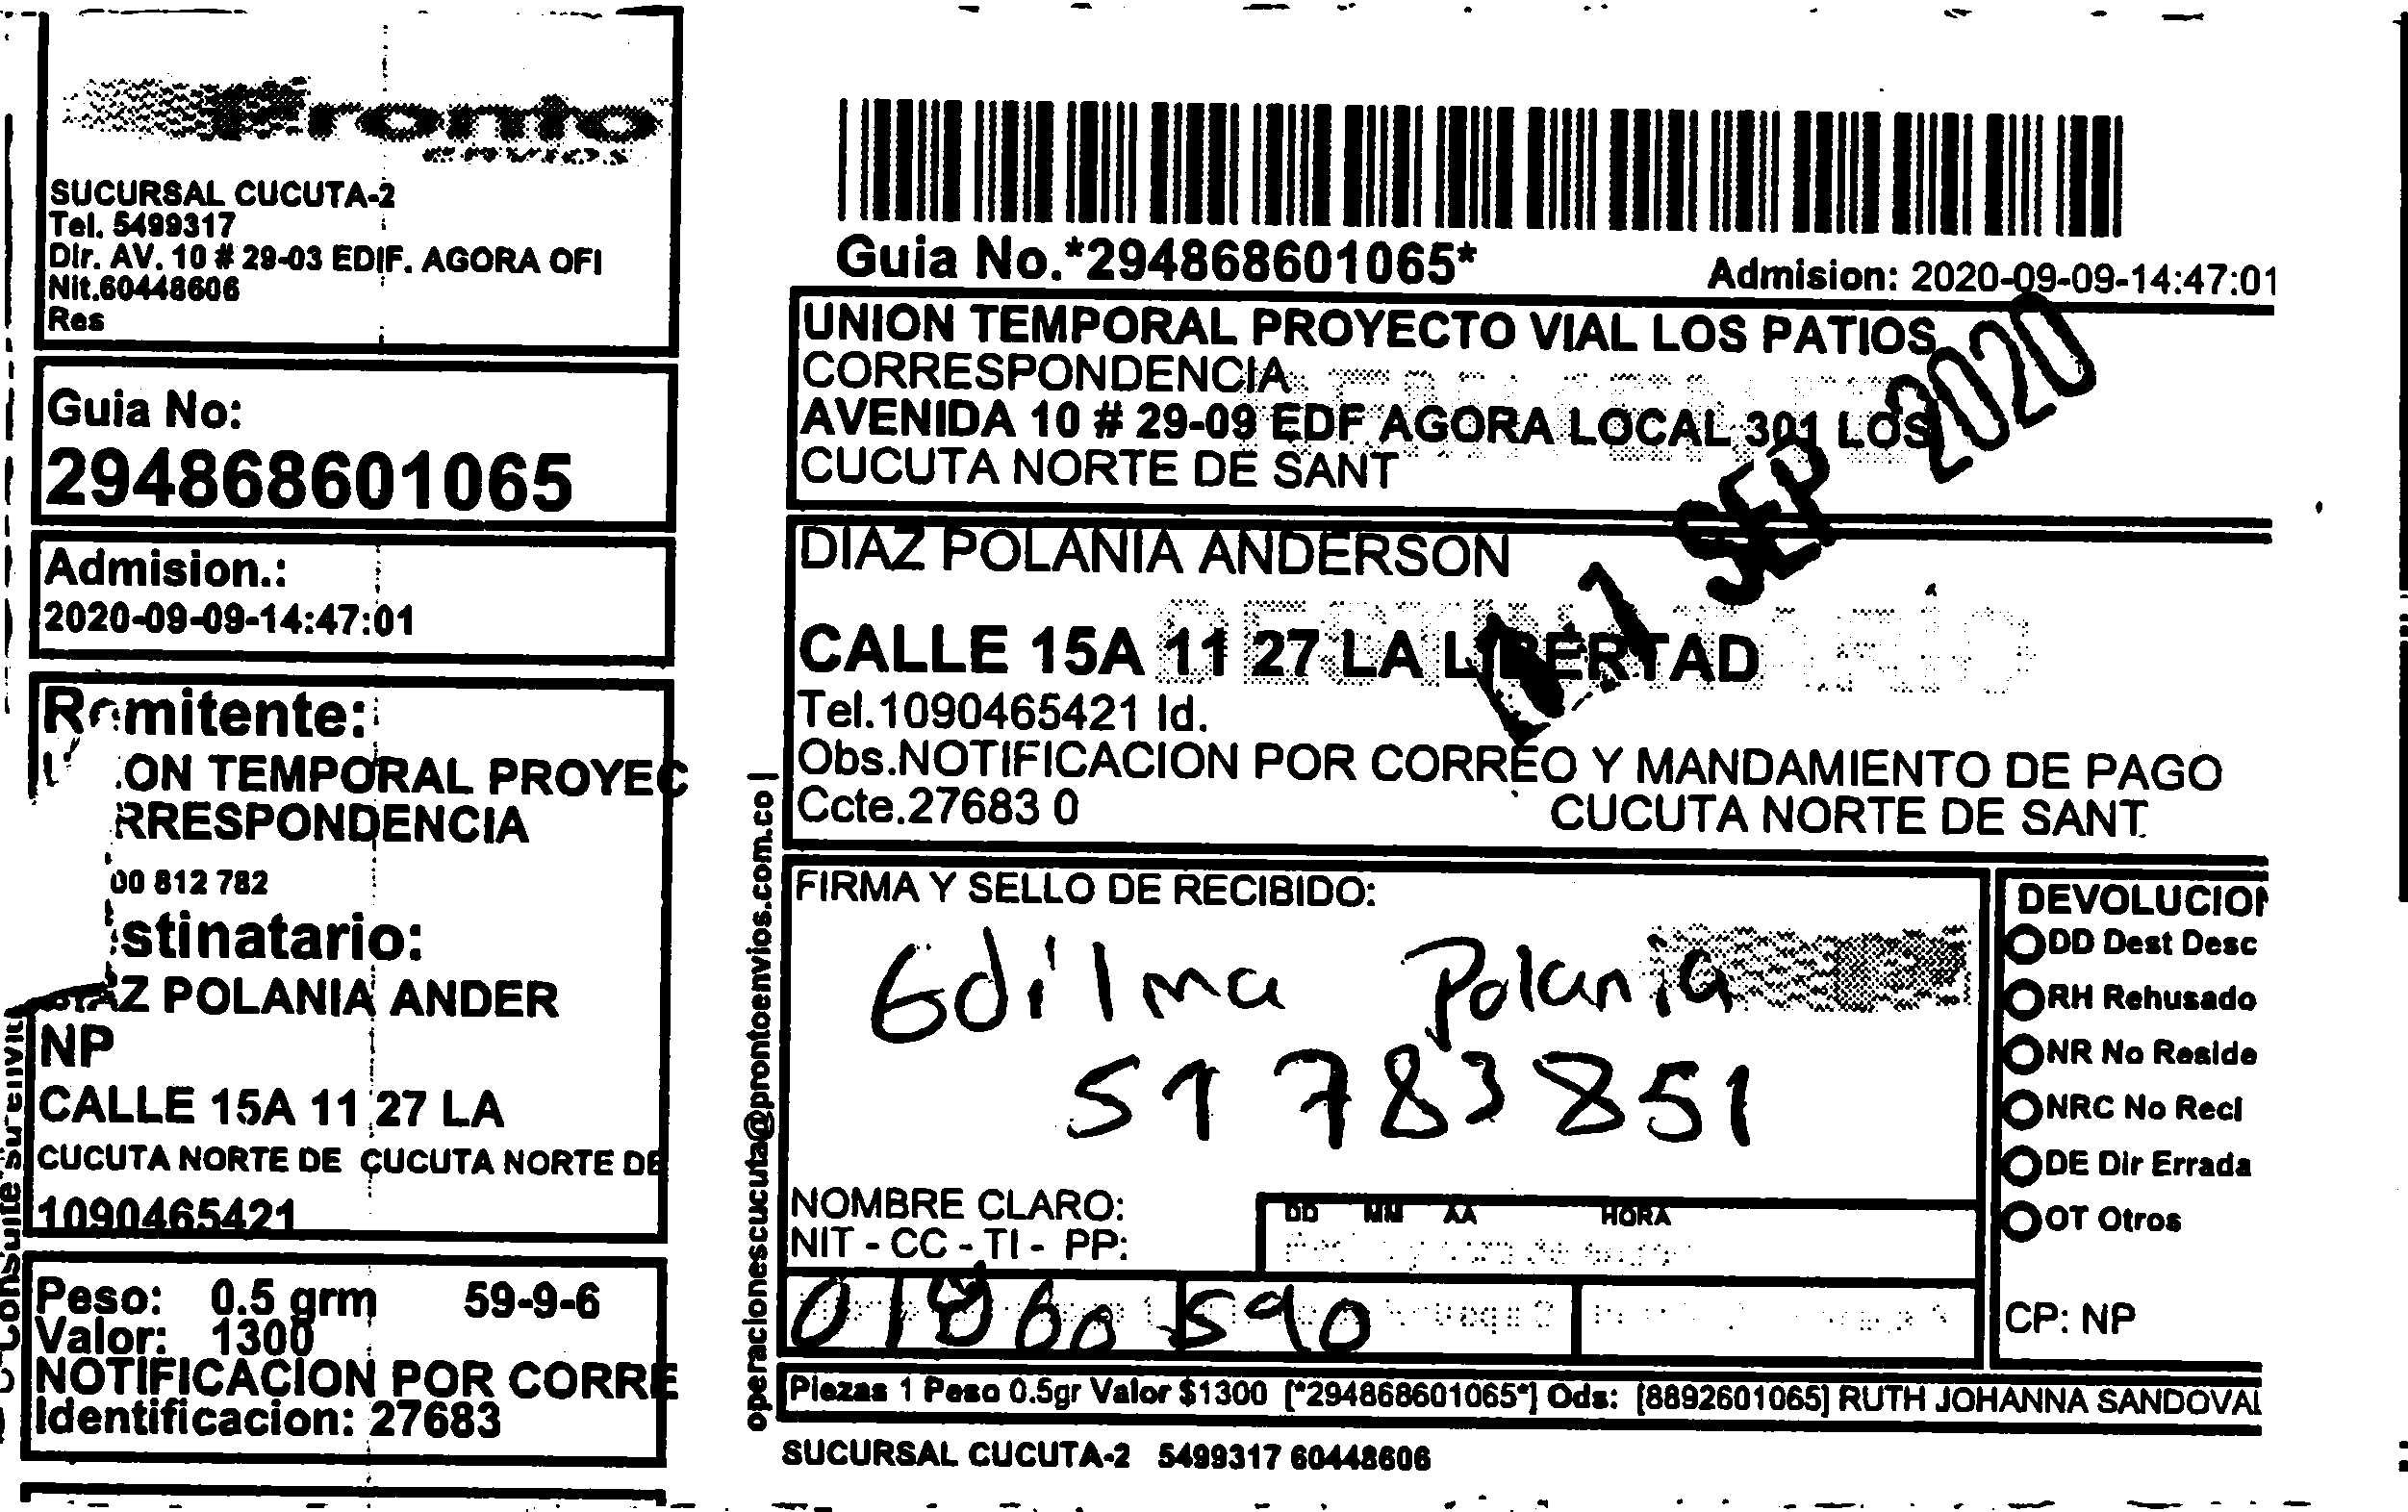 Pronto
envios
SUCURSAL CUCUTA-2
Tel. 5499317
Dir. AV. 10 # 29-03 EDIF. AGORA OFI
Nit.60448606
Res
Guia No:
294868601065
Admision.:
2020-09-09-14:47:01
Remitente:
ON TEMPORAL PROYEC
RRESPONDENCIA
00 812 782
stinatario:
DIAZ POLANIA ANDER
NP
CALLE 15A 11 27 LA
CUCUTA NORTE DE CUCUTA NORTE DE
1090465421
Peso: 0.5 grm 59-9-6
Valor: 1300
NOTIFICACION POR CORRE
Identificacion: 27683
Consulte su envio
operacionescucuta@prontoenvios.com.co |
Guia No.*294868601065*
Admision: 2020-09-09-14:47:01
UNION TEMPORAL PROYECTO VIAL LOS PATIOS
CORRESPONDENCIA
AVENIDA 10 # 29-09 EDF AGORA LOCAL 301 LOS
CUCUTA NORTE DE SANT
SEP 2020
DIAZ POLANIA ANDERSON
DESTINATARIO
CALLE 15A 11 27 LA LIBERTAD
Tel.1090465421 Id.
Obs.NOTIFICACION POR CORREO Y MANDAMIENTO DE PAGO
Ccte.27683 0 CUCUTA NORTE DE SANT
FIRMA Y SELLO DE RECIBIDO:
Edilma Polania
51783851
NOMBRE CLARO:
NIT - CC - TI - PP:
DD MM AA HORA
DEVOLUCION
DD Dest Desc
RH Rehusado
NR No Reside
NRC No Recl
DE Dir Errada
OT Otros
CP: NP
Piezas 1 Peso 0.5gr Valor $1300 [*294868601065*] Ods: [8892601065] RUTH JOHANNA SANDOVAL
SUCURSAL CUCUTA-2 5499317 60448606